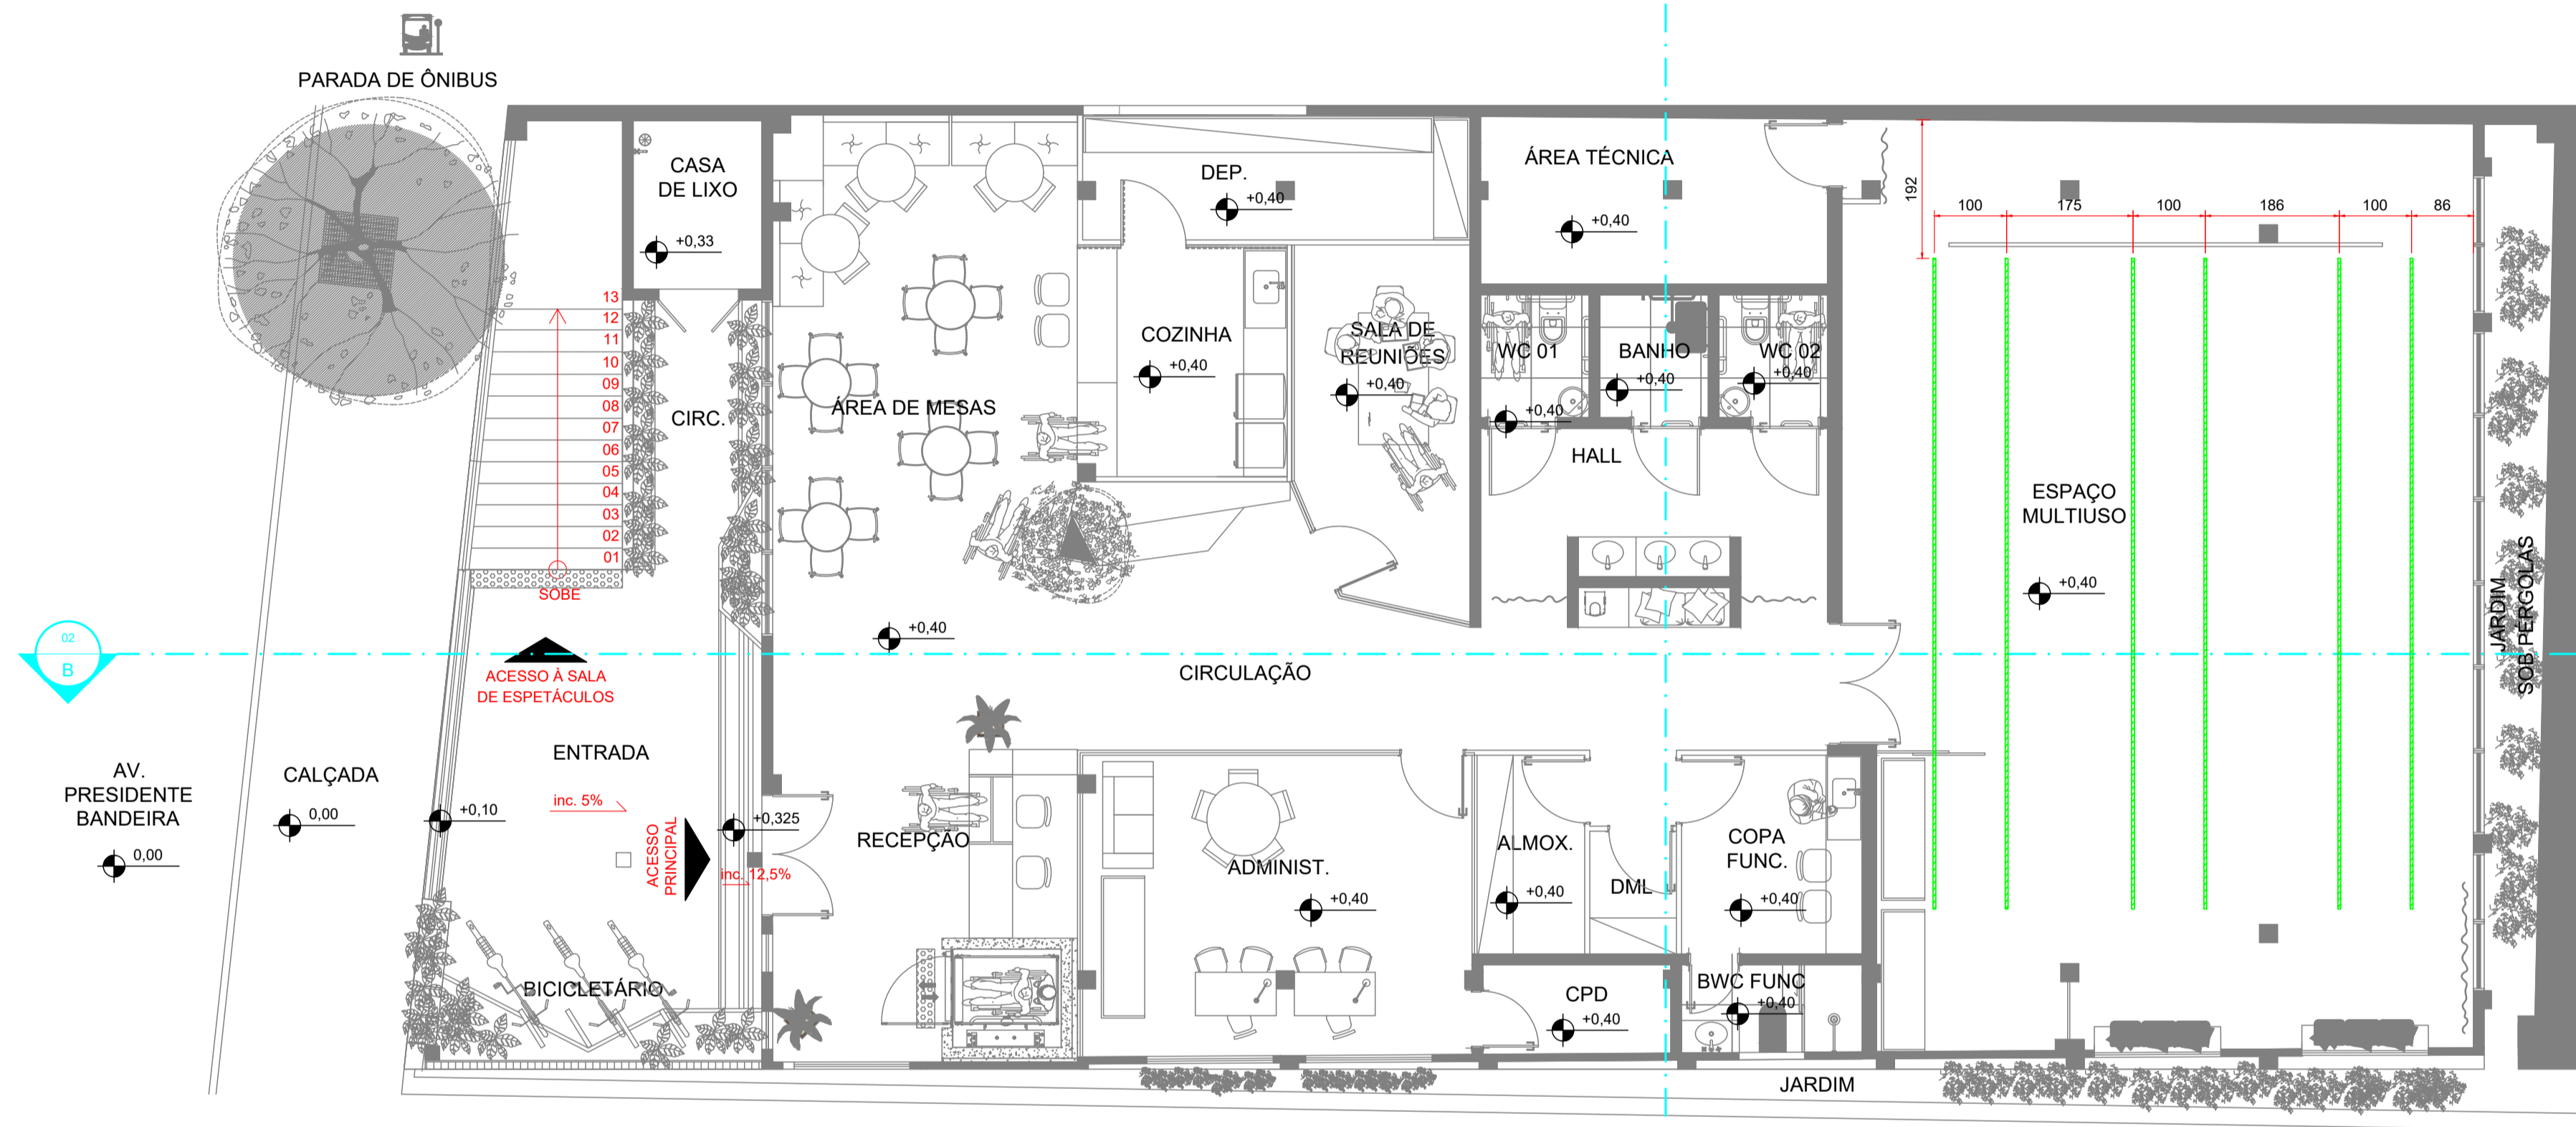 PARADA DE ÔNIBUS
CASA
DE LIXO
+0,33
DEP.
+0,40
ÁREA TÉCNICA
+0,40
192
100
175
100
186
100
86
13
12
11
10
09
08
07
06
05
04
03
02
01
SOBE
CIRC.
ÁREA DE MESAS
COZINHA
+0,40
SALA DE
REUNIÕES
+0,40
WC 01
+0,40
BANHO
+0,40
WC 02
+0,40
HALL
ESPAÇO
MULTIUSO
+0,40
JARDIM
SOB PERGOLAS
02
B
+0,40
CIRCULAÇÃO
ACESSO À SALA
DE ESPETÁCULOS
ENTRADA
AV.
PRESIDENTE
BANDEIRA
0,00
CALÇADA
0,00
+0,10
inc. 5%
ACESSO
PRINCIPAL
+0,325
inc. 12,5%
RECEPÇÃO
ADMINIST.
+0,40
ALMOX.
+0,40
DML
COPA
FUNC.
+0,40
BICICLETÁRIO
CPD
+0,40
BWC FUNC
+0,40
JARDIM